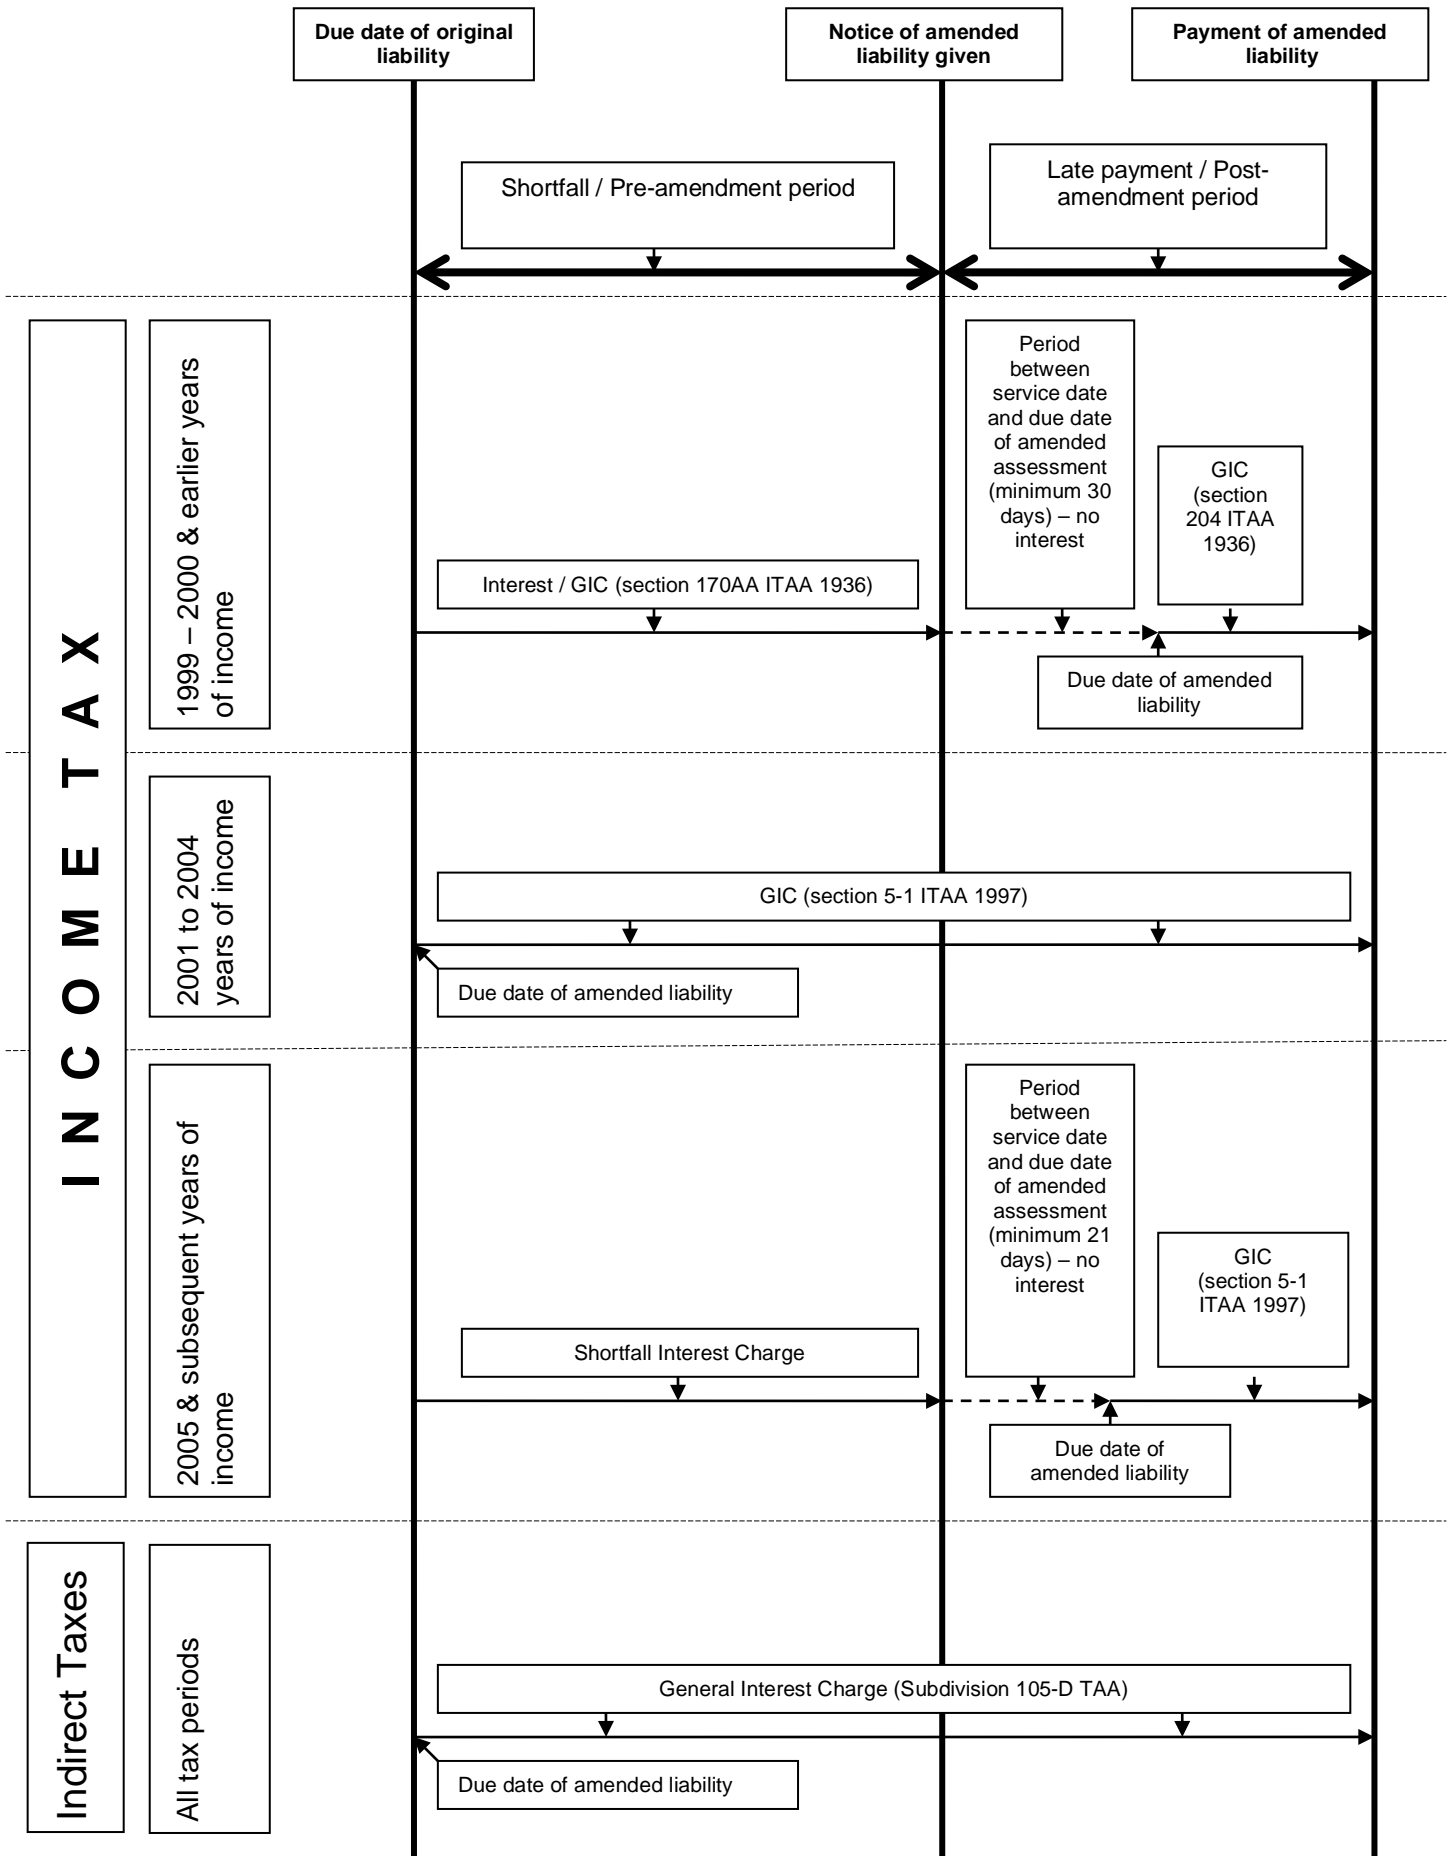 Due date of original
liability
Notice of amended
liability given
Payment of amended
liability
Shortfall / Pre-amendment period
Late payment / Post-
amendment period
INCOME TAX
1999 – 2000 & earlier years
of income
Interest / GIC (section 170AA ITAA 1936)
Period
between
service date
and due date
of amended
assessment
(minimum 30
days) – no
interest
GIC
(section
204 ITAA
1936)
Due date of amended
liability
2001 to 2004
years of income
GIC (section 5-1 ITAA 1997)
Due date of amended liability
2005 & subsequent years of
income
Shortfall Interest Charge
Period
between
service date
and due date
of amended
assessment
(minimum 21
days) – no
interest
GIC
(section 5-1
ITAA 1997)
Due date of
amended liability
Indirect Taxes
All tax periods
General Interest Charge (Subdivision 105-D TAA)
Due date of amended liability